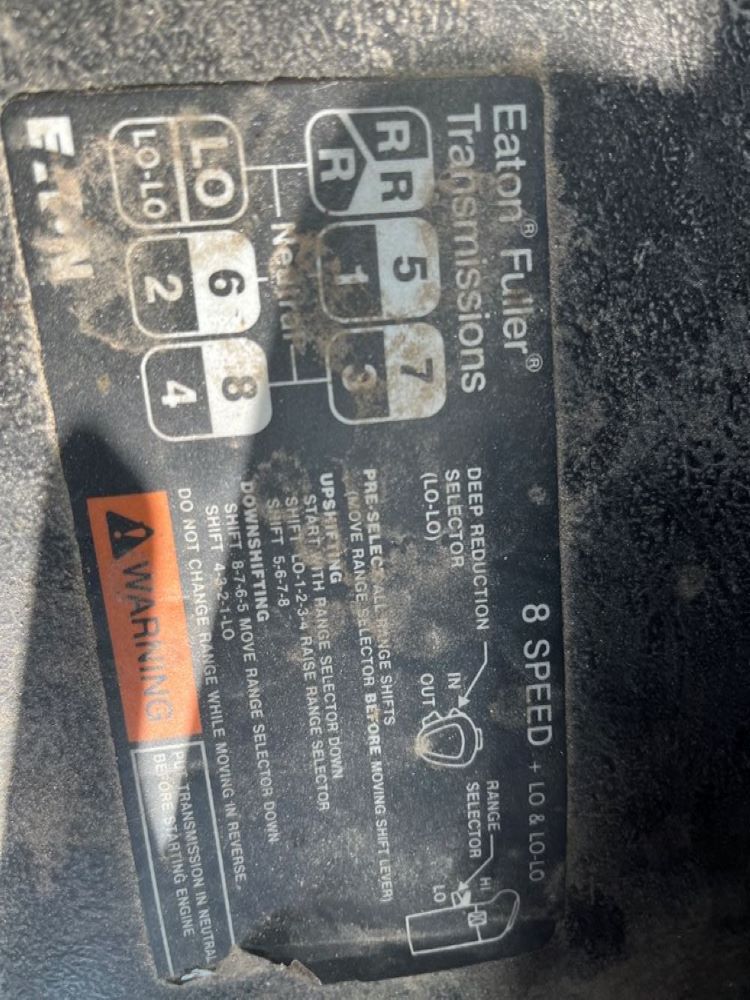 Eaton® Fuller®
Transmissions
8 SPEED + LO & LO-LO
R R 5 7
R 1 3
Neutral
LO 6 8
LO-LO 2 4
DEEP REDUCTION
SELECTOR
(LO-LO)
IN
OUT
RANGE
SELECTOR
HI
LO
PRE-SELECT ALL RANGE SHIFTS
(MOVE RANGE SELECTOR BEFORE MOVING SHIFT LEVER)
UPSHIFTING
START WITH RANGE SELECTOR DOWN
SHIFT LO-1-2-3-4 RAISE RANGE SELECTOR
SHIFT 5-6-7-8
DOWNSHIFTING
SHIFT 8-7-6-5 MOVE RANGE SELECTOR DOWN
SHIFT 4-3-2-1-LO
DO NOT CHANGE RANGE WHILE MOVING IN REVERSE.
EATON
WARNING
PUT TRANSMISSION IN NEUTRAL
BEFORE STARTING ENGINE